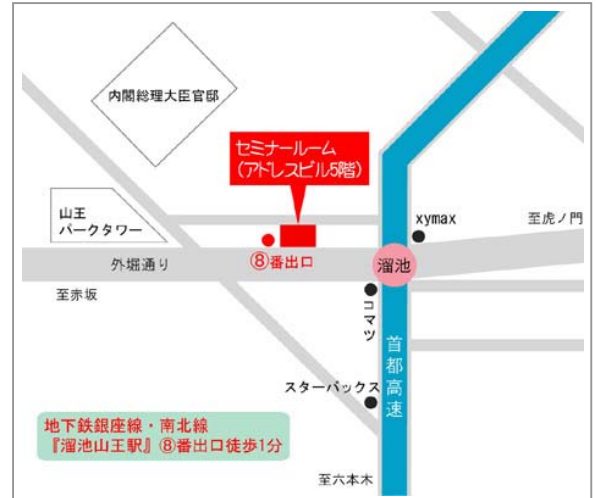 内閣総理大臣官邸
セミナールーム
(アドレスビル5階)
山王
パークタワー
xymax
至虎ノ門
⑧番出口
外堀通り
溜池
至赤坂
コマツ
首都高速
スターバックス
地下鉄銀座線・南北線
『溜池山王駅』⑧番出口徒歩1分
至六本木